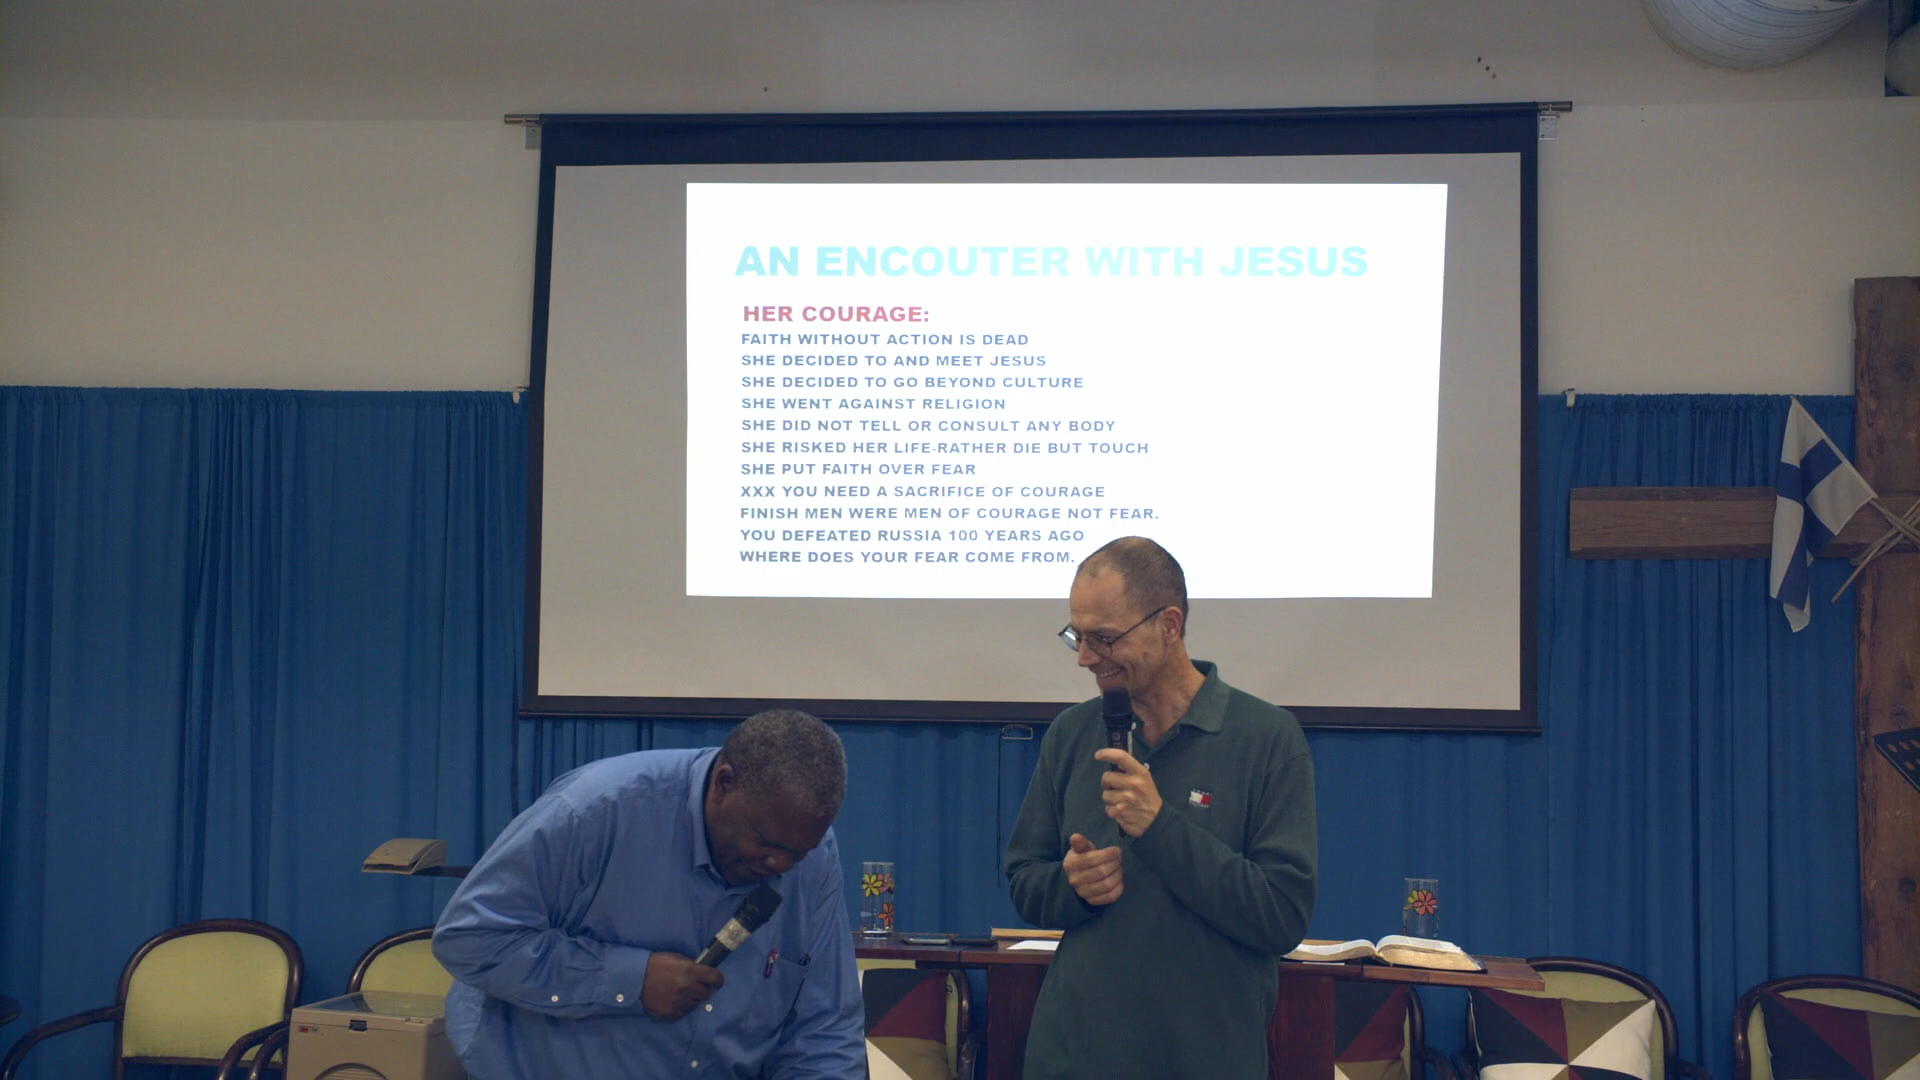 AN ENCOUTER WITH JESUS
HER COURAGE:
FAITH WITHOUT ACTION IS DEAD
SHE DECIDED TO AND MEET JESUS
SHE DECIDED TO GO BEYOND CULTURE
SHE WENT AGAINST RELIGION
SHE DID NOT TELL OR CONSULT ANY BODY
SHE RISKED HER LIFE-RATHER DIE BUT TOUCH
SHE PUT FAITH OVER FEAR
XXX YOU NEED A SACRIFICE OF COURAGE
FINISH MEN WERE MEN OF COURAGE NOT FEAR.
YOU DEFEATED RUSSIA 100 YEARS AGO
WHERE DOES YOUR FEAR COME FROM.